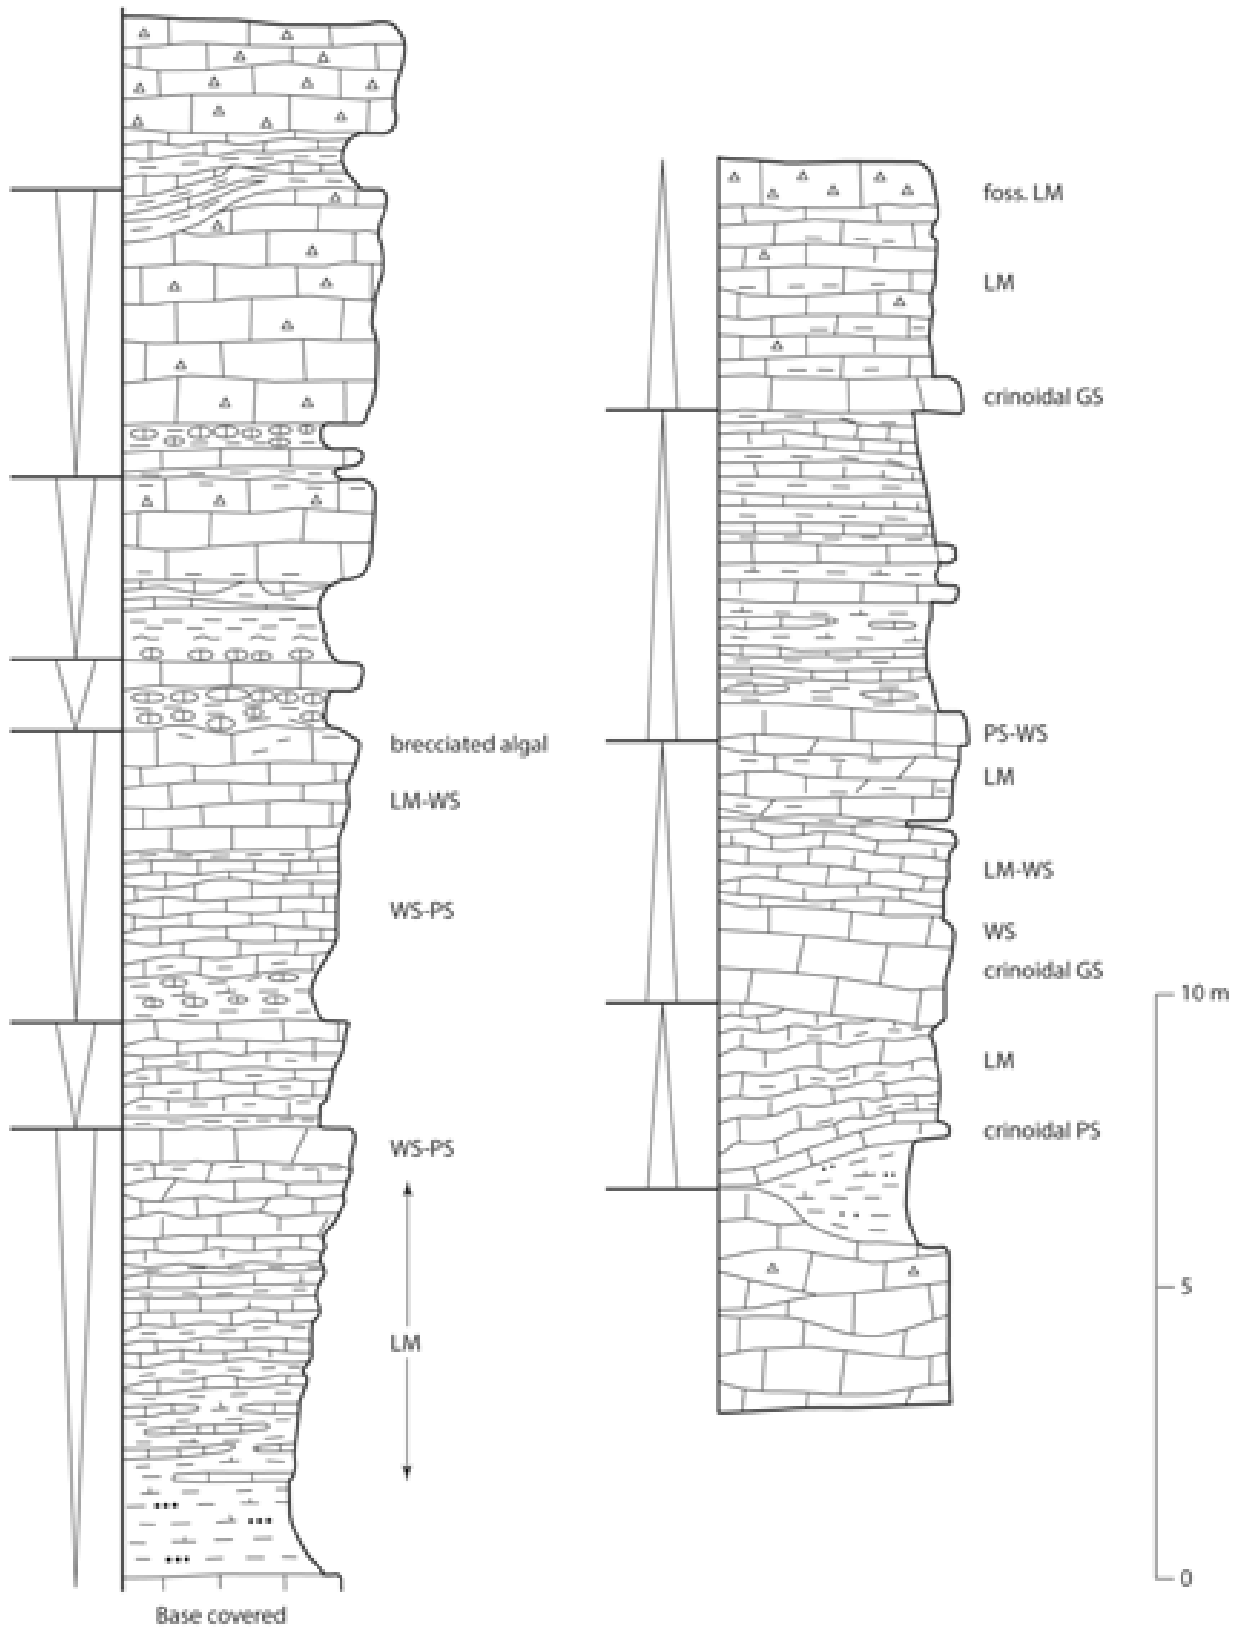 brecciated algal
LM-WS
WS-PS
WS-PS
LM
Base covered
foss. LM
LM
crinoidal GS
PS-WS
LM
LM-WS
WS
crinoidal GS
LM
crinoidal PS
10 m
5
0